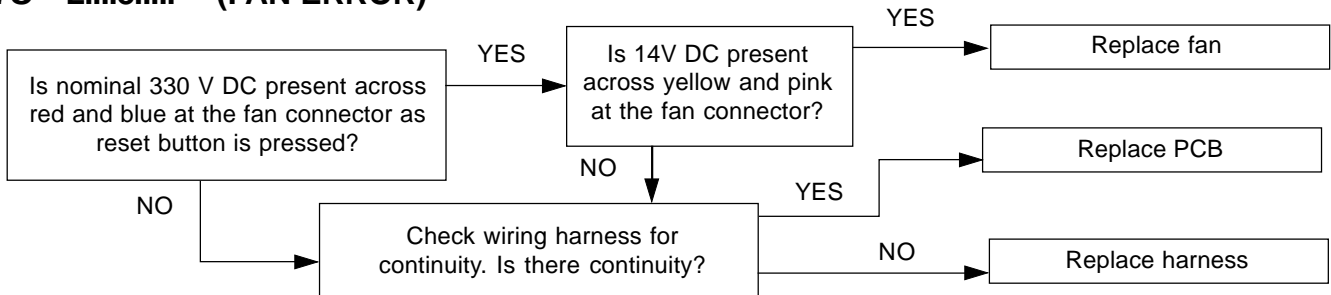 (FAN ERROR)
YES
Is nominal 330 V DC present across
red and blue at the fan connector as
reset button is pressed?
YES
Is 14V DC present
across yellow and pink
at the fan connector?
Replace fan
NO
NO
YES
Replace PCB
Check wiring harness for
continuity. Is there continuity?
NO
Replace harness